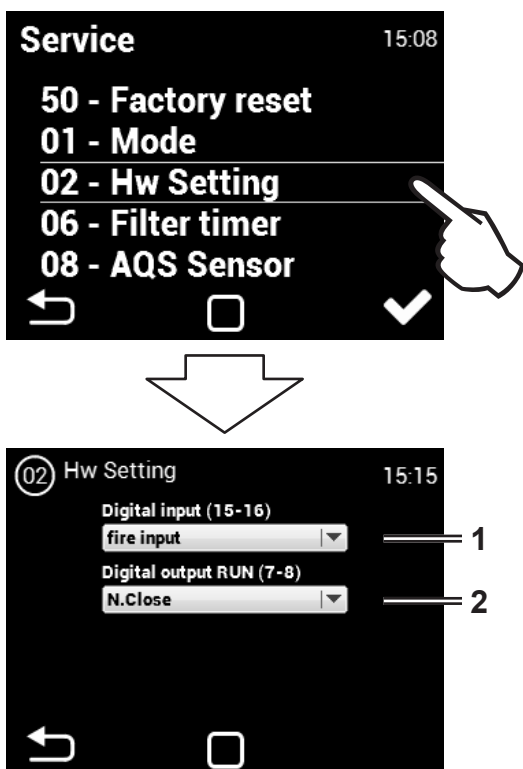 Service 15:08
50 - Factory reset
01 - Mode
02 - Hw Setting
06 - Filter timer
08 - AQS Sensor
02 Hw Setting 15:15
Digital input (15-16)
fire input 1
Digital output RUN (7-8)
N.Close 2